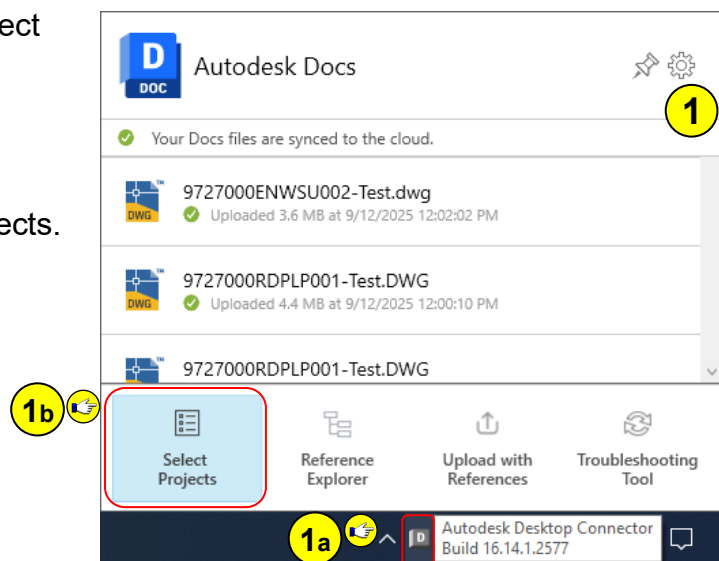 ect
D
DOC
Autodesk Docs
1
Your Docs files are synced to the cloud.
DWG
9727000ENWSU002-Test.dwg
Uploaded 3.6 MB at 9/12/2025 12:02:02 PM
ects.
DWG
9727000RDPLP001-Test.DWG
Uploaded 4.4 MB at 9/12/2025 12:00:10 PM
9727000RDPLP001-Test.DWG
1b
Select
Projects
Reference
Explorer
Upload with
References
Troubleshooting
Tool
1a
D
Autodesk Desktop Connector
Build 16.14.1.2577